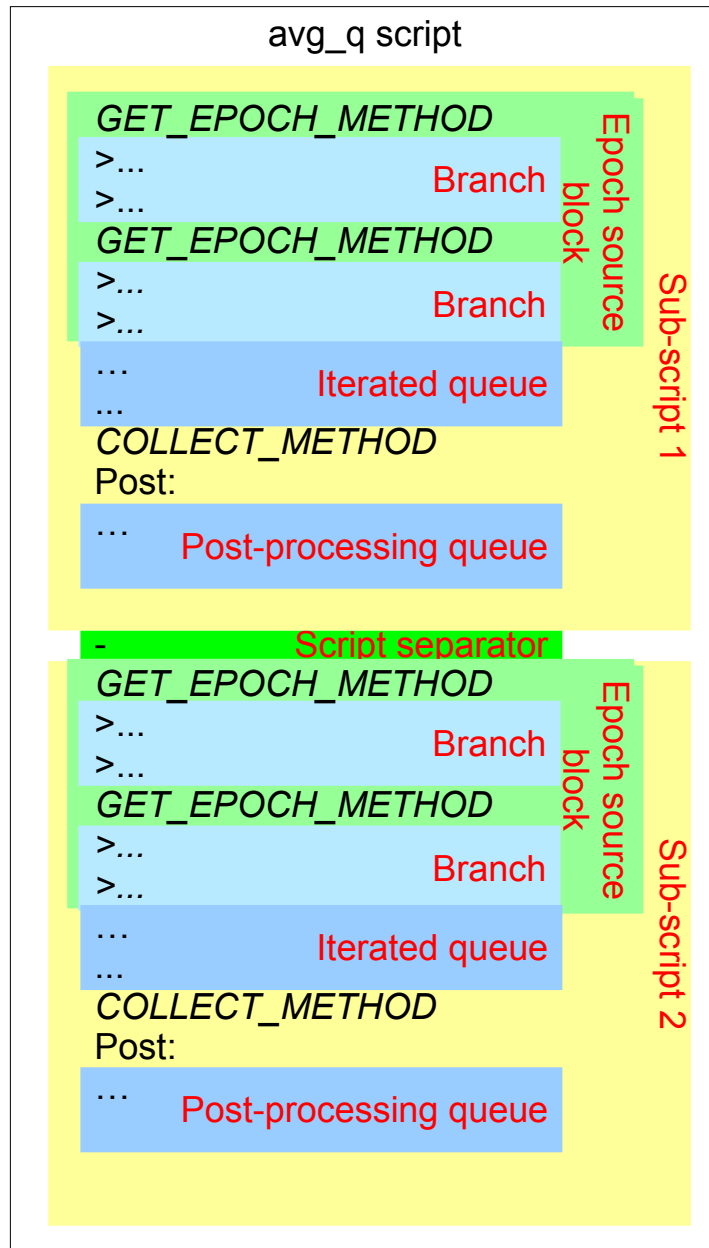 avg_q script
GET_EPOCH_METHOD
>...
Branch
>...
GET_EPOCH_METHOD
>...
Branch
>...
Epoch source
block
...
Iterated queue
...
COLLECT_METHOD
Post:
...
Post-processing queue
Sub-script 1
-
Script separator
GET_EPOCH_METHOD
>...
Branch
>...
GET_EPOCH_METHOD
>...
Branch
>...
Epoch source
block
...
Iterated queue
...
COLLECT_METHOD
Post:
...
Post-processing queue
Sub-script 2